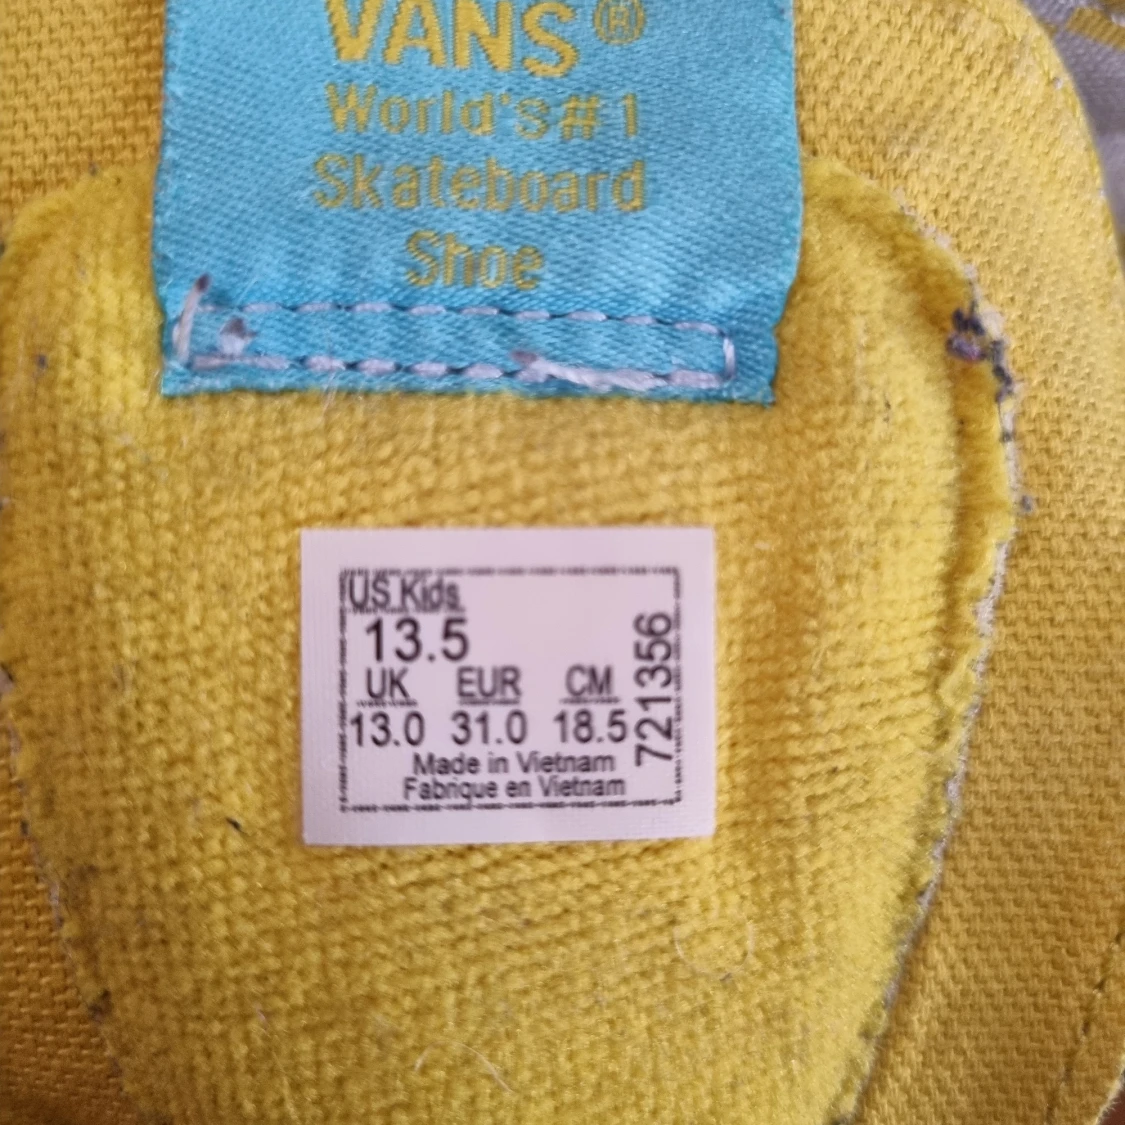 VANS®
World's #1
Skateboard
Shoe
US Kids
13.5
UK EUR CM
13.0 31.0 18.5
Made in Vietnam
Fabrique en Vietnam
721356